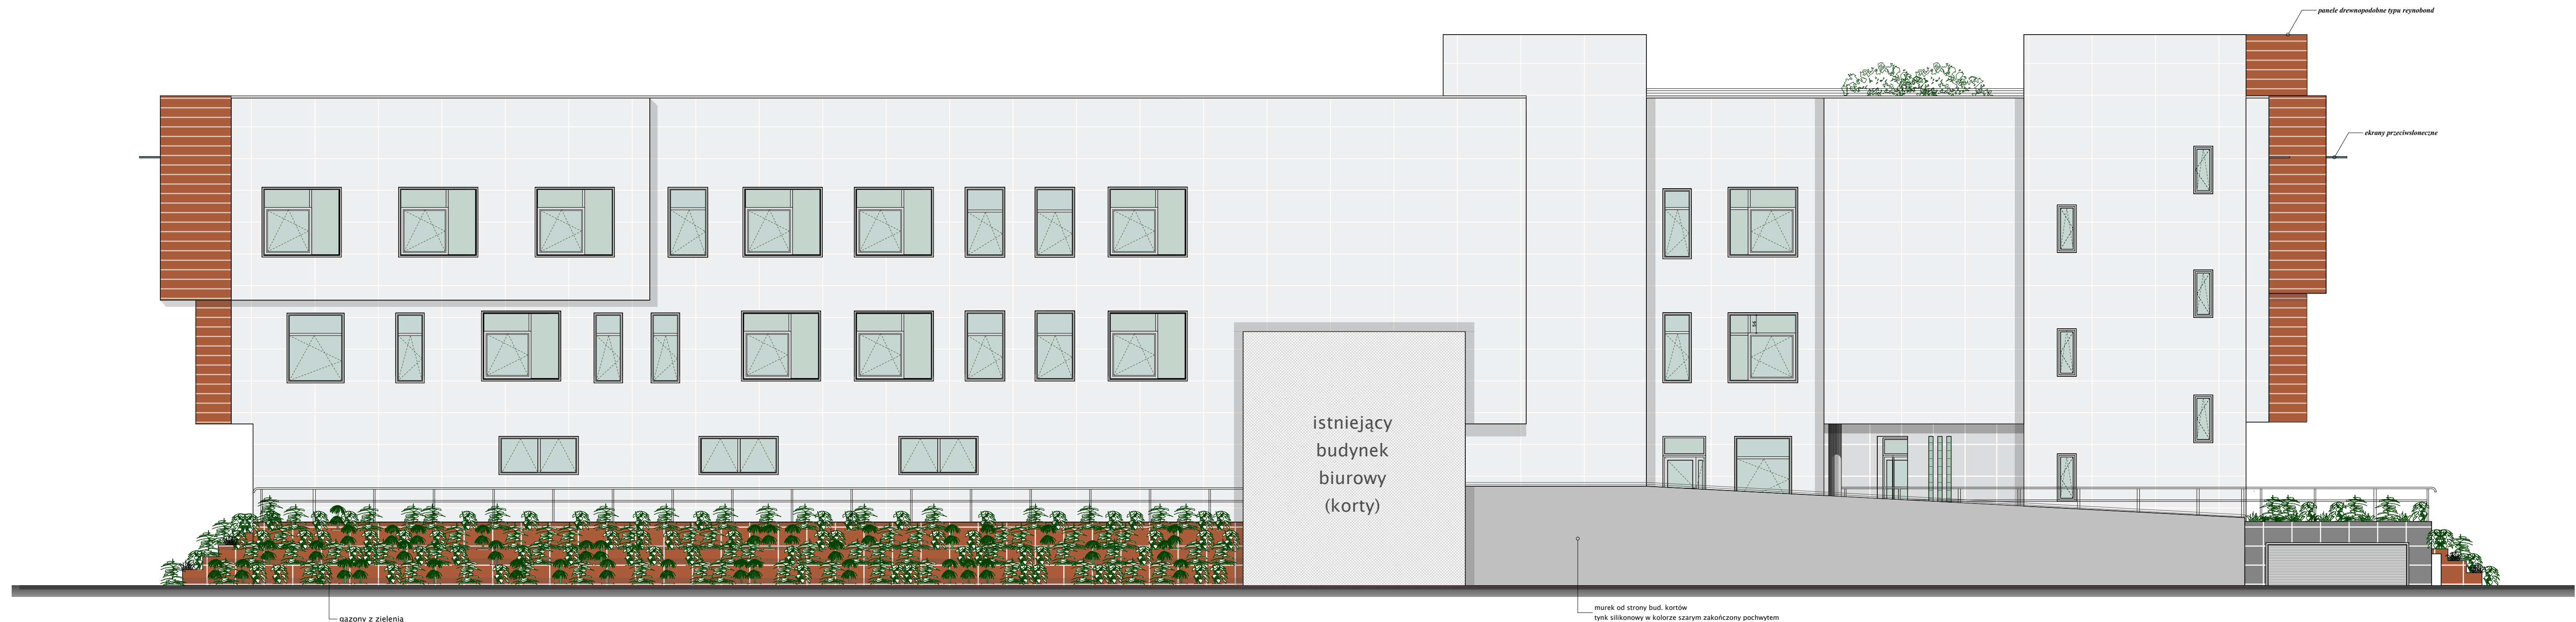 panele drewnopodobne typu reynobond
ekrany przeciwsłoneczne
istniejący
budynek
biurowy
(korty)
murek od strony bud. kortów
tynk silikonowy w kolorze szarym zakończony pochwytem
gazony z zielenią